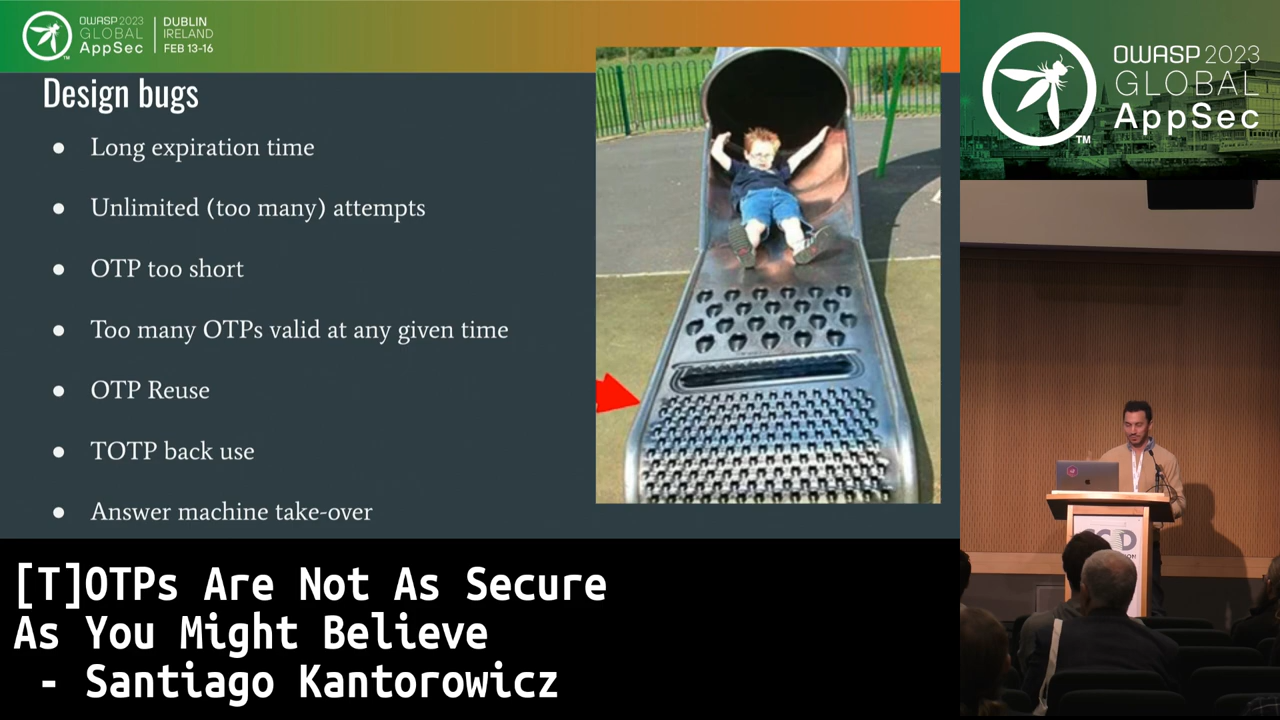 OWASP 2023
GLOBAL
AppSec
TM
DUBLIN
IRELAND
FEB 13-16
Design bugs
● Long expiration time
● Unlimited (too many) attempts
● OTP too short
● Too many OTPs valid at any given time
● OTP Reuse
● TOTP back use
● Answer machine take-over
[T]OTPs Are Not As Secure
As You Might Believe
- Santiago Kantorowicz
OWASP 2023
GLOBAL
AppSec
TM